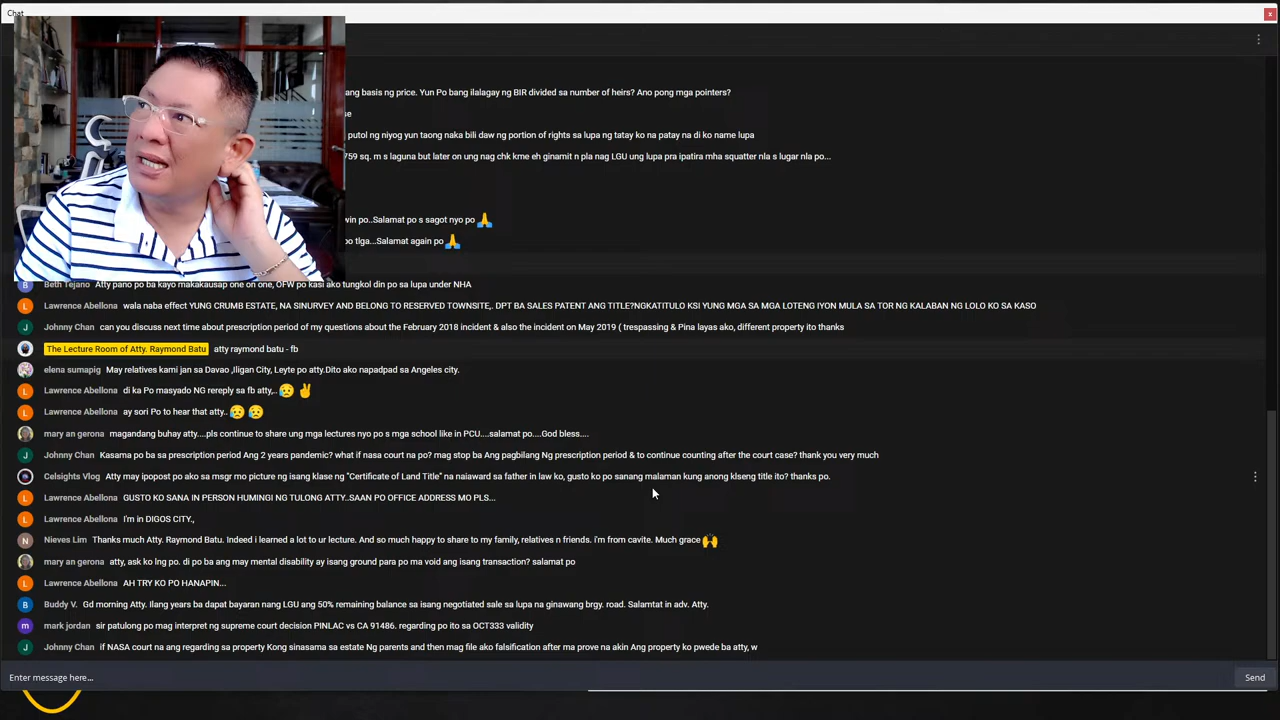 Chat
ang basis ng price. Yun Po bang ilalagay ng BIR divided sa number of heirs? Ano pong mga pointers?
se
putol ng niyog yun taong naka bili daw ng portion of rights sa lupa ng tatay ko na patay na di ko name lupa
759 sq. m s laguna but later on ung nag chk kme eh ginamit n pla nag LGU ung lupa pra ipatira mha squatter nla s lugar nla po...
win po..Salamat po s sagot nyo po 🙏
po tlga...Salamat again po 🙏
B Beth Tejano Atty pano po ba kayo makakausap one on one, OFW po kasi ako tungkol din po sa lupa under NHA
L Lawrence Abellona wala naba effect YUNG CRUMB ESTATE, NA SINURVEY AND BELONG TO RESERVED TOWNSITE,. DPT BA SALES PATENT ANG TITLE?NGKATITULO KSI YUNG MGA SA MGA LOTENG IYON MULA SA TOR NG KALABAN NG LOLO KO SA KASO
J Johnny Chan can you discuss next time about prescription period of my questions about the February 2018 incident & also the incident on May 2019 ( trespassing & Pina layas ako, different property ito thanks
The Lecture Room of Atty. Raymond Batu atty raymond batu - fb
elena sumapig May relatives kami jan sa Davao ,Iligan City, Leyte po atty.Dito ako napadpad sa Angeles city.
L Lawrence Abellona di ka Po masyado NG rereply sa fb atty,.. 😥✌
L Lawrence Abellona ay sori Po to hear that atty.. 😥😥
mary an gerona magandang buhay atty....pls continue to share ung mga lectures nyo po s mga school like in PCU....salamat po....God bless....
J Johnny Chan Kasama po ba sa prescription period Ang 2 years pandemic? what if nasa court na po? mag stop ba Ang pagbilang Ng prescription period & to continue counting after the court case? thank you very much
Celsights Vlog Atty may ipopost po ako sa msgr mo picture ng isang klase ng "Certificate of Land Title" na naiaward sa father in law ko, gusto ko po sanang malaman kung anong klseng title ito? thanks po.
L Lawrence Abellona GUSTO KO SANA IN PERSON HUMINGI NG TULONG ATTY..SAAN PO OFFICE ADDRESS MO PLS...
L Lawrence Abellona I'm in DIGOS CITY.,
N Nieves Lim Thanks much Atty. Raymond Batu. Indeed i learned a lot to ur lecture. And so much happy to share to my family, relatives n friends. i'm from cavite. Much grace 🙌
mary an gerona atty, ask ko lng po. di po ba ang may mental disability ay isang ground para po ma void ang isang transaction? salamat po
L Lawrence Abellona AH TRY KO PO HANAPIN...
B Buddy V. Gd morning Atty. Ilang years ba dapat bayaran nang LGU ang 50% remaining balance sa isang negotiated sale sa lupa na ginawang brgy. road. Salamtat in adv. Atty.
m mark jordan sir patulong po mag interpret ng supreme court decision PINLAC vs CA 91486. regarding po ito sa OCT333 validity
J Johnny Chan if NASA court na ang regarding sa property Kong sinasama sa estate Ng parents and then mag file ako falsification after ma prove na akin Ang property ko pwede ba atty, w
Enter message here...
Send